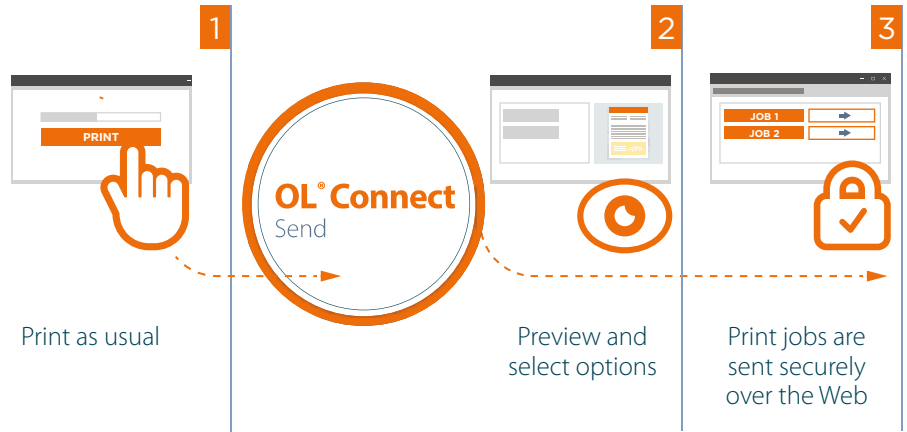 1
PRINT
Print as usual
OL® Connect
Send
2
Preview and
select options
3
JOB 1
JOB 2
Print jobs are
sent securely
over the Web